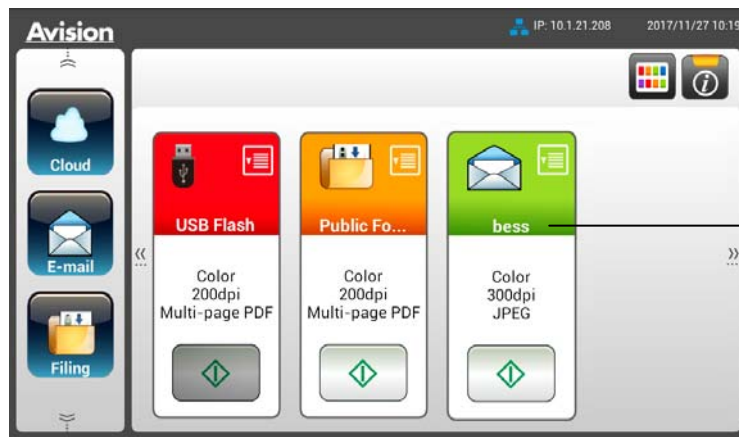 Avision
IP: 10.1.21.208 2017/11/27 10:19
Cloud
E-mail
Filing
USB Flash
Color
200dpi
Multi-page PDF
Public Fo...
Color
200dpi
Multi-page PDF
bess
Color
300dpi
JPEG